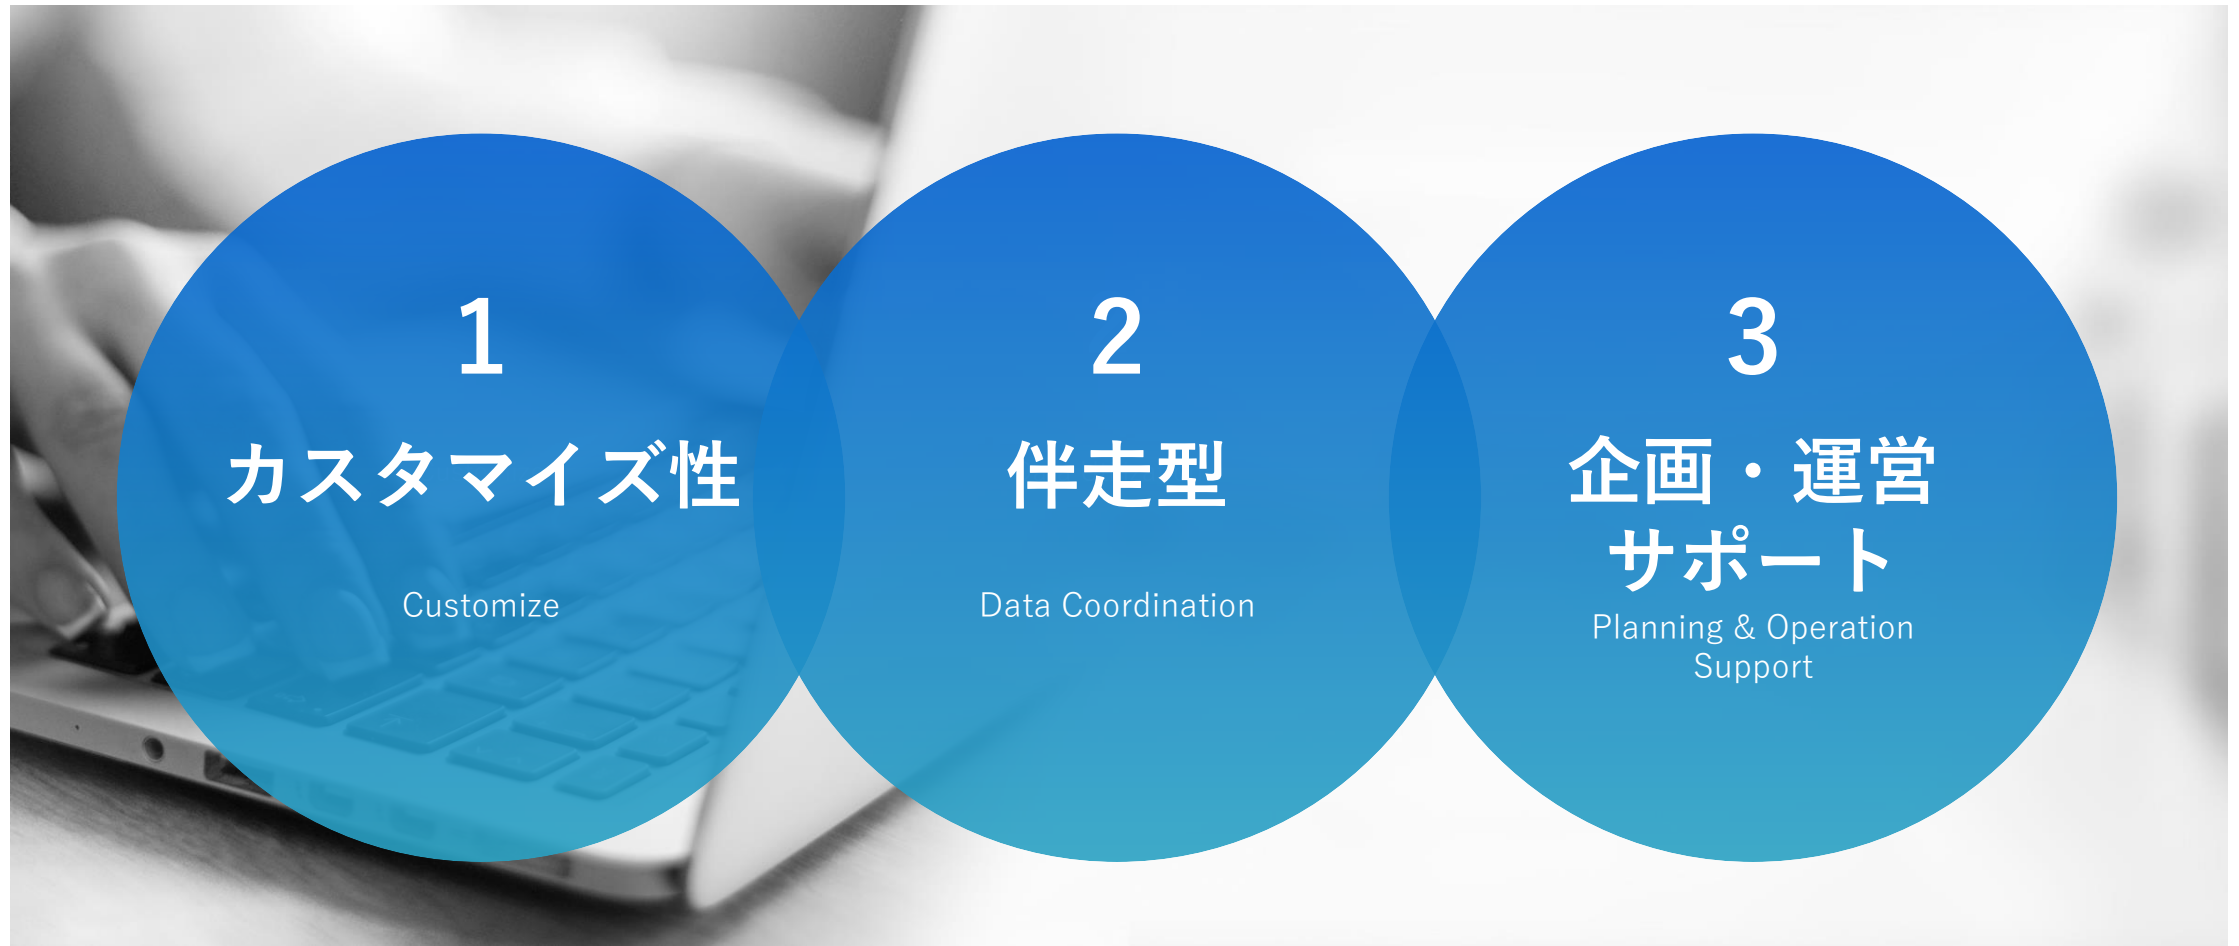 1
カスタマイズ性
Customize
2
伴走型
Data Coordination
3
企画・運営
サポート
Planning & Operation
Support